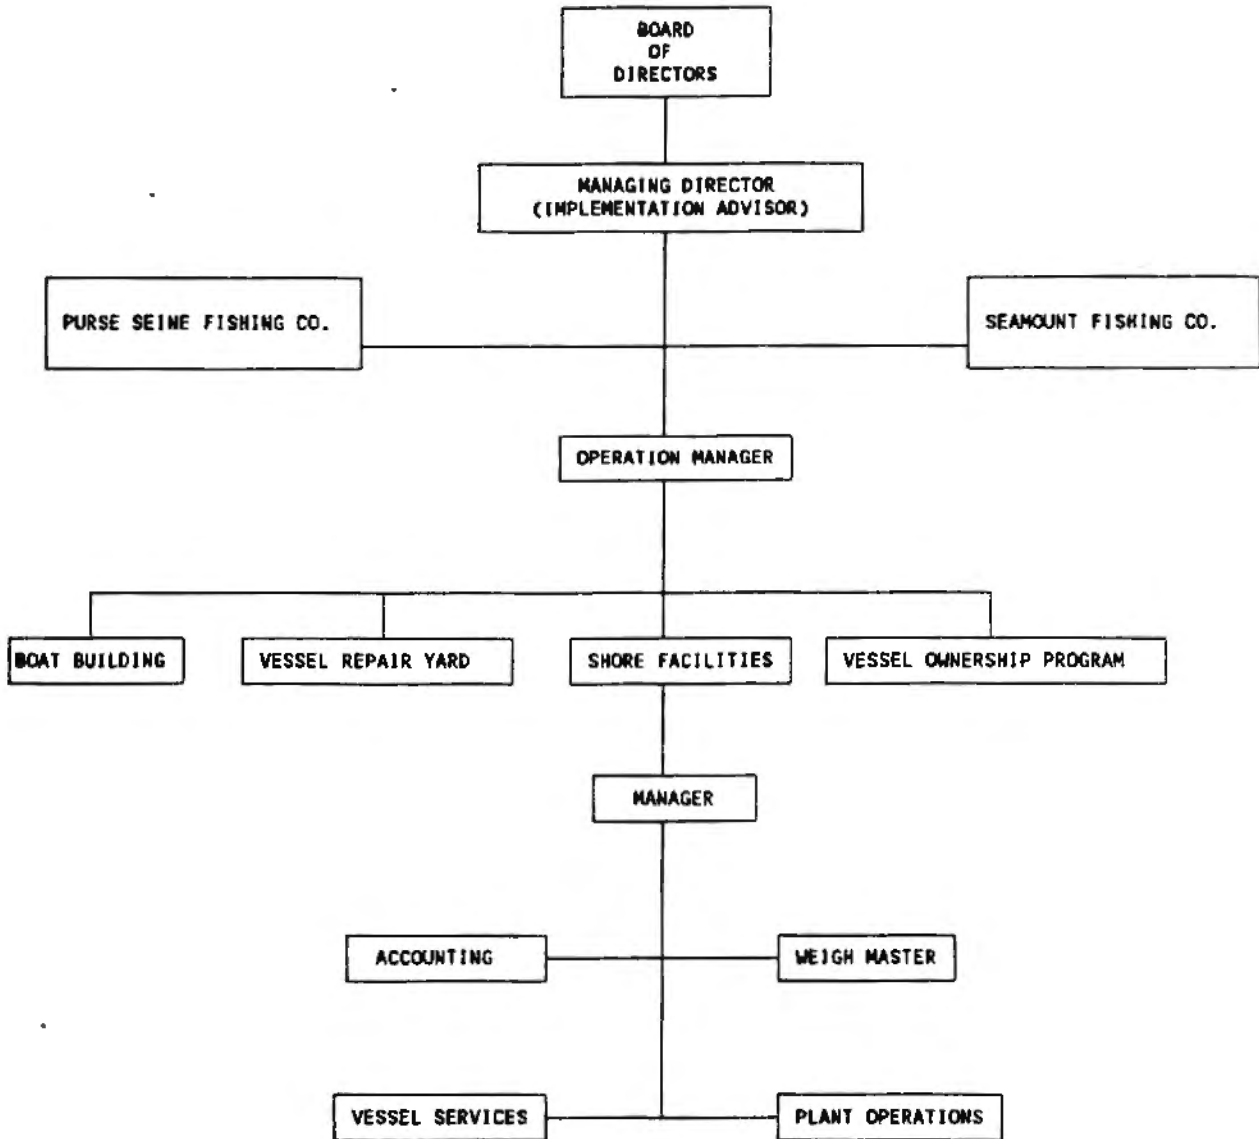 BOARD
OF
DIRECTORS
MANAGING DIRECTOR
(IMPLEMENTATION ADVISOR)
PURSE SEINE FISHING CO.
SEAMOUNT FISHING CO.
OPERATION MANAGER
BOAT BUILDING
VESSEL REPAIR YARD
SHORE FACILITIES
VESSEL OWNERSHIP PROGRAM
MANAGER
ACCOUNTING
WEIGH MASTER
VESSEL SERVICES
PLANT OPERATIONS